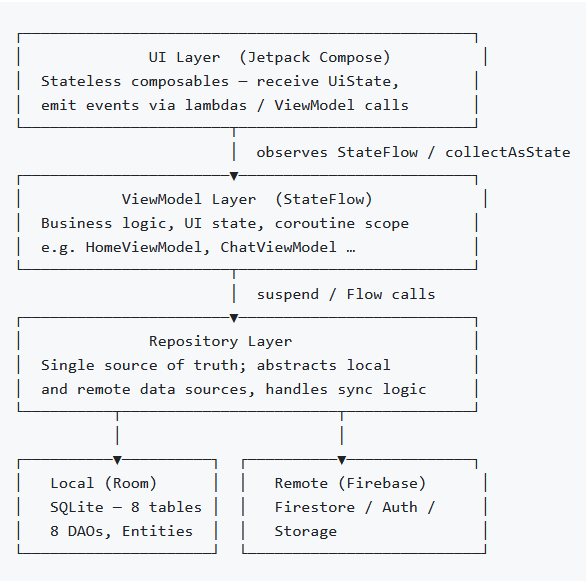 UI Layer (Jetpack Compose)
Stateless composables — receive UiState,
emit events via lambdas / ViewModel calls
observes StateFlow / collectAsState
ViewModel Layer (StateFlow)
Business logic, UI state, coroutine scope
e.g. HomeViewModel, ChatViewModel …
suspend / Flow calls
Repository Layer
Single source of truth; abstracts local
and remote data sources, handles sync logic
Local (Room)
SQLite — 8 tables
8 DAOs, Entities
Remote (Firebase)
Firestore / Auth /
Storage